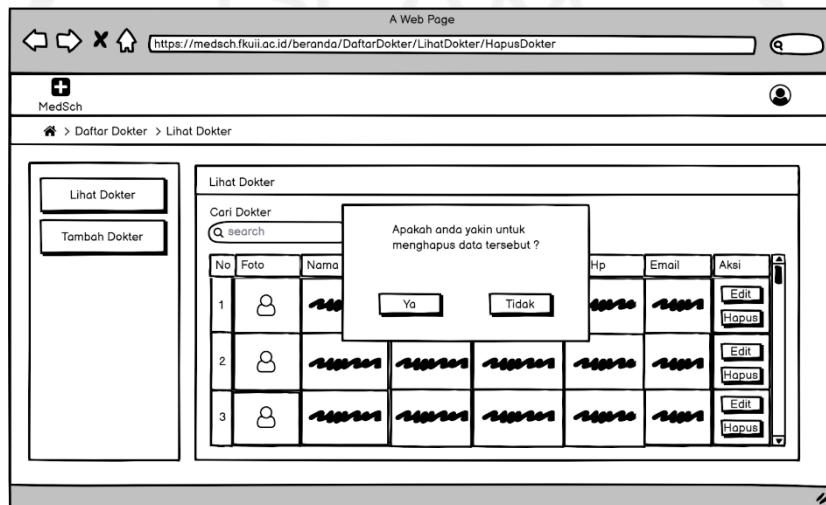 A Web Page
https://medsch.fkuii.ac.id/beranda/DaftarDokter/LihatDokter/HapusDokter
MedSch
> Daftar Dokter > Lihat Dokter
Lihat Dokter
Tambah Dokter
Lihat Dokter
Cari Dokter
search
Apakah anda yakin untuk
menghapus data tersebut ?
Ya Tidak
No Foto Nama Hp Email Aksi
1 Edit
Hapus
2 Edit
Hapus
3 Edit
Hapus